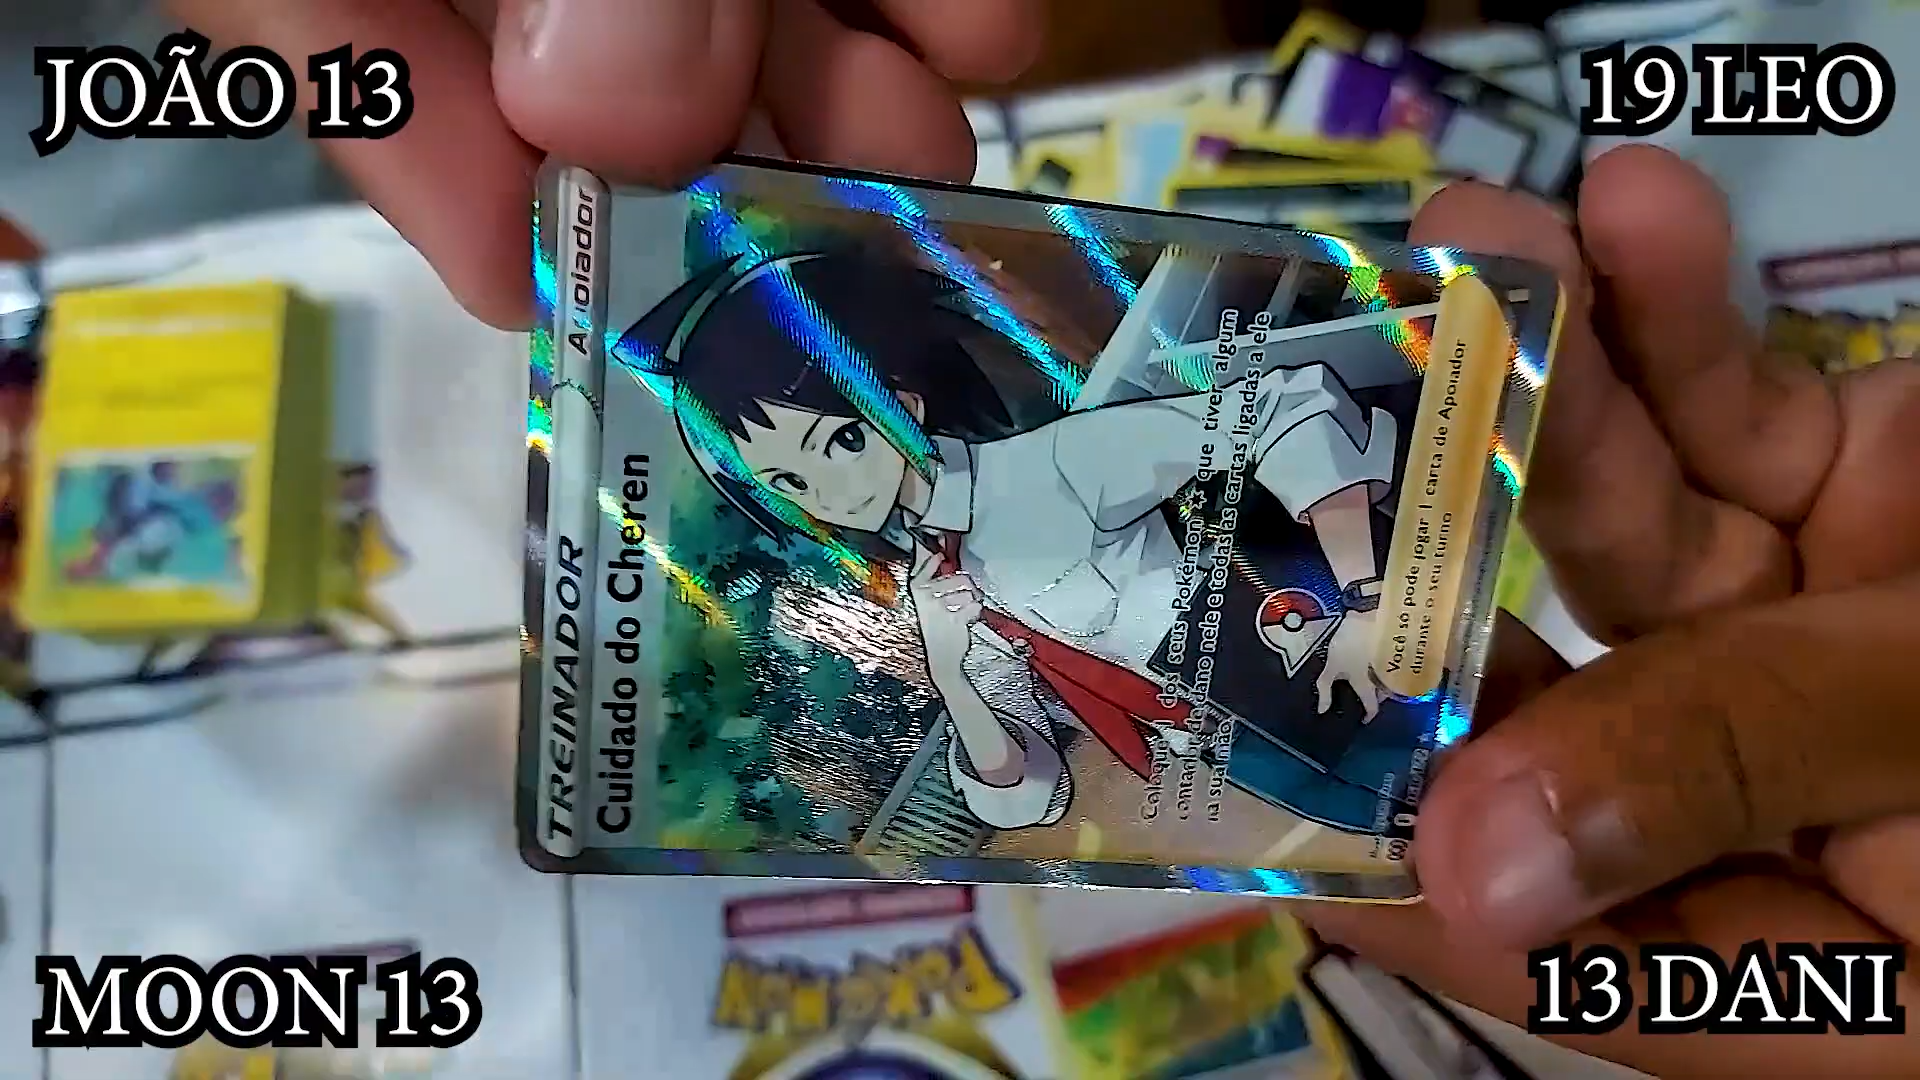 JOÃO 13
19 LEO
TREINADOR
Apoiador
Cuidado do Cheren
Coloque 1 dos seus Pokémon que tiver algum
contador de dano nele e todas as cartas ligadas a ele
na sua mão.
Você só pode jogar 1 carta de Apoiador
durante o seu turno
Pokémon
MOON 13
13 DANI